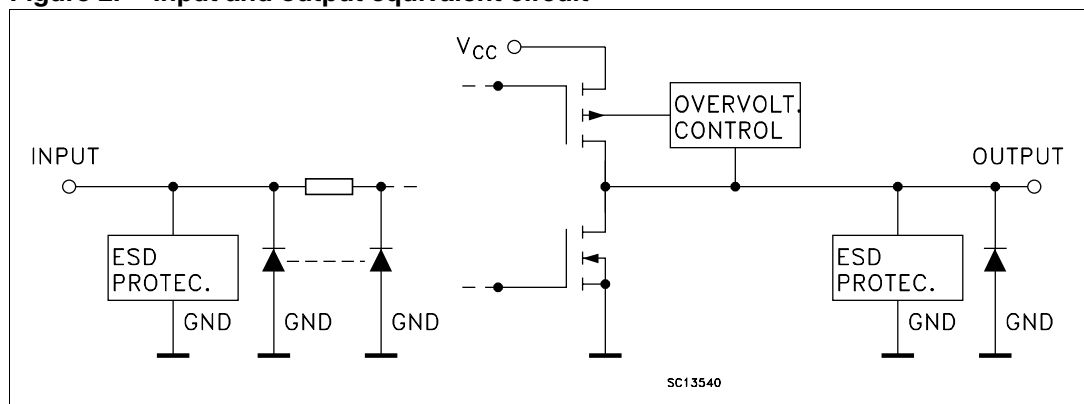 Figure 2. Input and output equivalent circuit
VCC
OVERVOLT.
CONTROL
INPUT
OUTPUT
ESD
PROTEC.
GND
GND
GND
ESD
PROTEC.
GND
GND
SC13540